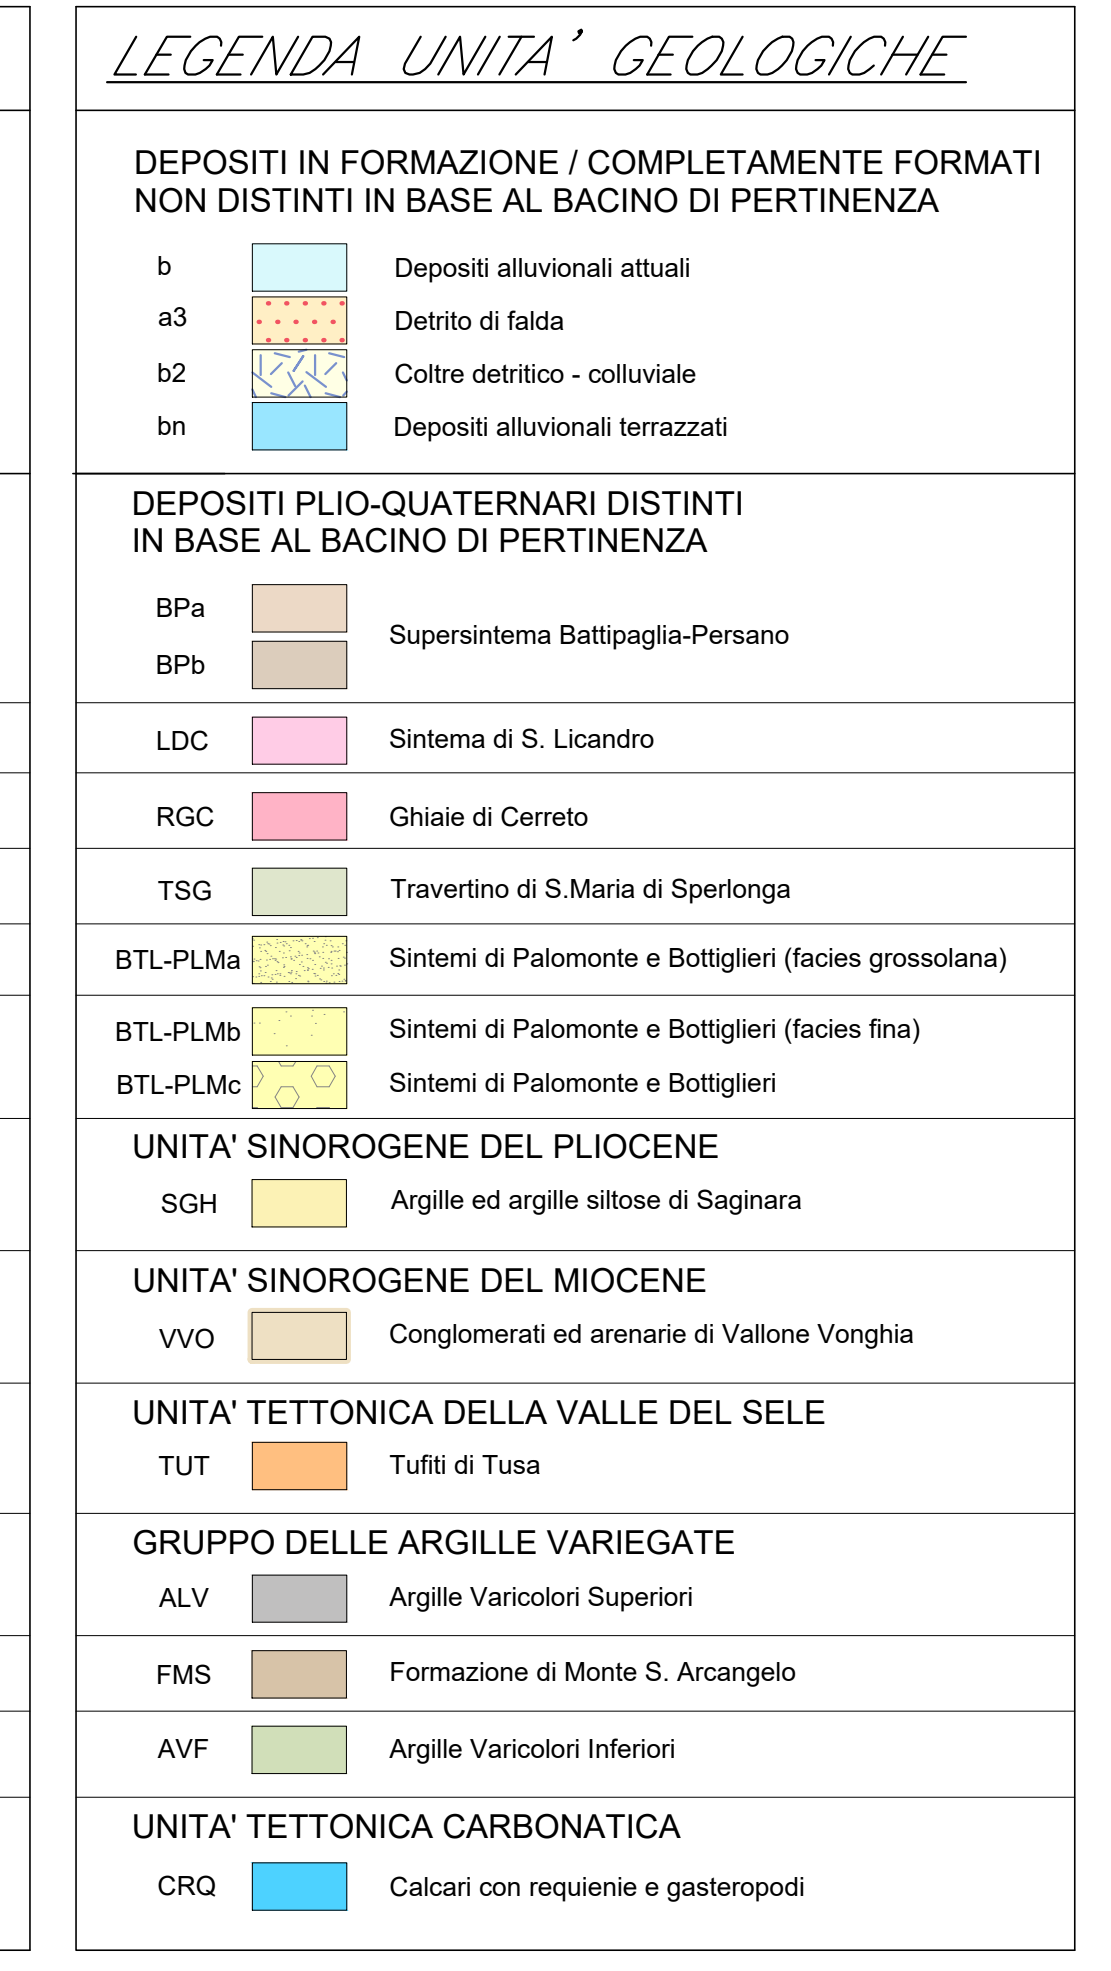 LEGENDA UNITA' GEOLOGICHE
DEPOSITI IN FORMAZIONE / COMPLETAMENTE FORMATI
NON DISTINTI IN BASE AL BACINO DI PERTINENZA
b Depositi alluvionali attuali
a3 Detrito di falda
b2 Coltre detritico - colluviale
bn Depositi alluvionali terrazzati
DEPOSITI PLIO-QUATERNARI DISTINTI
IN BASE AL BACINO DI PERTINENZA
BPa
Supersintema Battipaglia-Persano
BPb
LDC Sintema di S. Licandro
RGC Ghiaie di Cerreto
TSG Travertino di S.Maria di Sperlonga
BTL-PLMa Sintemi di Palomonte e Bottiglieri (facies grossolana)
BTL-PLMb Sintemi di Palomonte e Bottiglieri (facies fina)
BTL-PLMc Sintemi di Palomonte e Bottiglieri
UNITA' SINOROGENE DEL PLIOCENE
SGH Argille ed argille siltose di Saginara
UNITA' SINOROGENE DEL MIOCENE
VVO Conglomerati ed arenarie di Vallone Vonghia
UNITA' TETTONICA DELLA VALLE DEL SELE
TUT Tufiti di Tusa
GRUPPO DELLE ARGILLE VARIEGATE
ALV Argille Varicolori Superiori
FMS Formazione di Monte S. Arcangelo
AVF Argille Varicolori Inferiori
UNITA' TETTONICA CARBONATICA
CRQ Calcari con requienie e gasteropodi